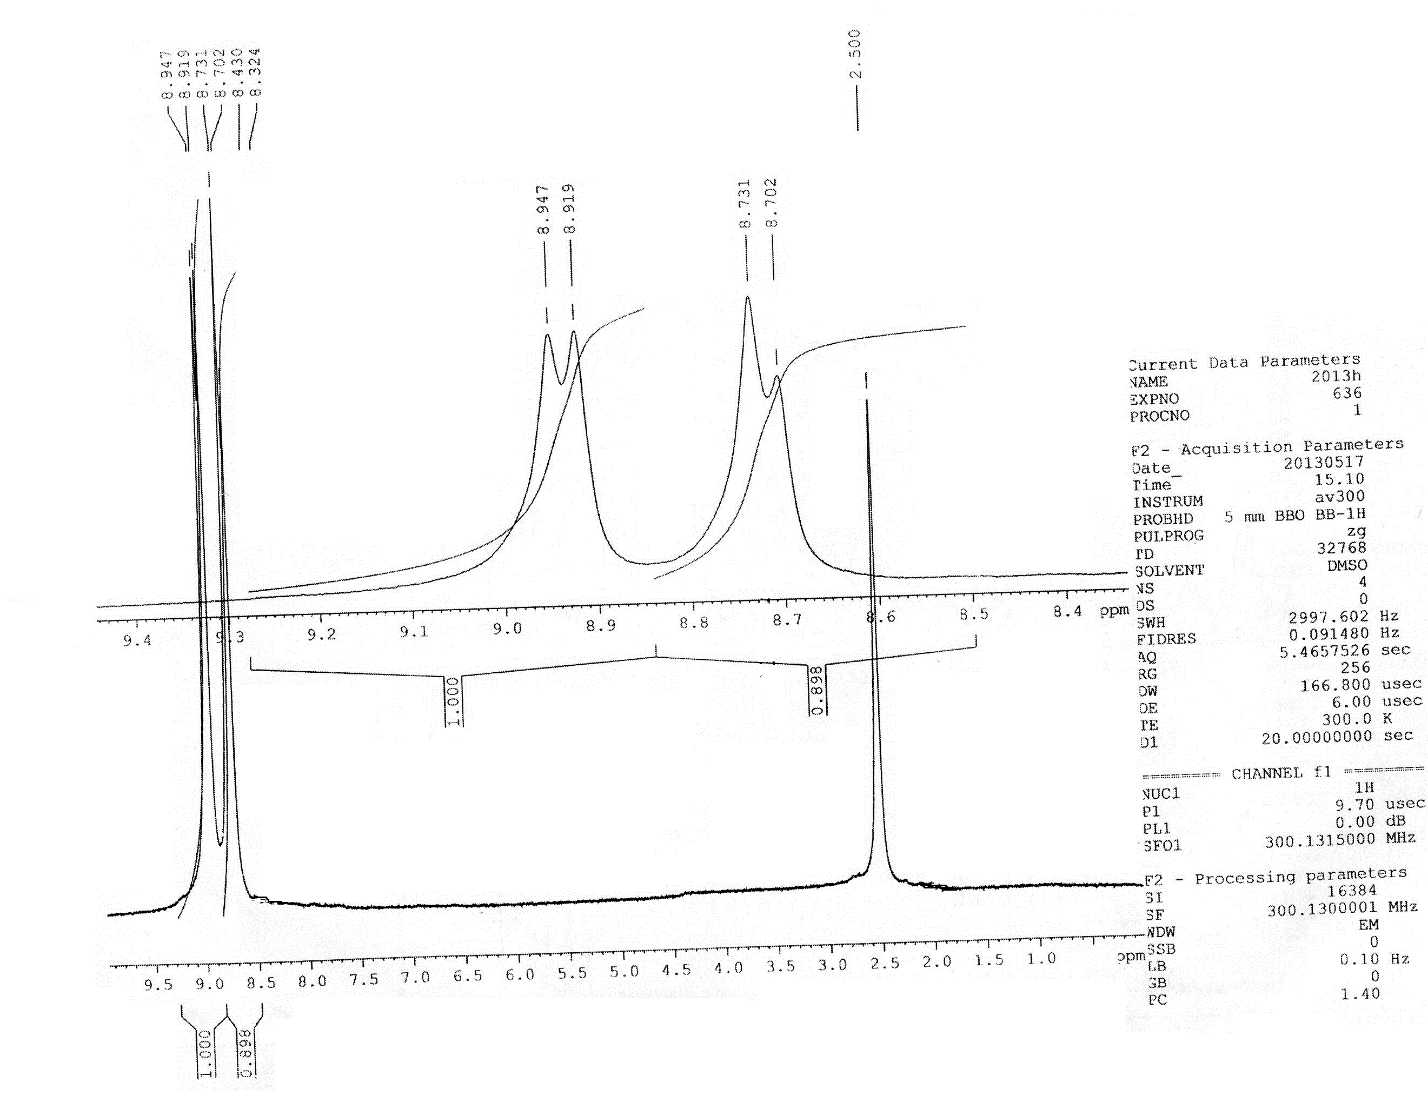 8.947
8.919
8.731
8.702
8.430
8.324
2.500
8.947
8.919
8.731
8.702
9.4 9.3 9.2 9.1 9.0 8.9 8.8 8.7 8.6 8.5 8.4 ppm
1.000
0.898
9.5 9.0 8.5 8.0 7.5 7.0 6.5 6.0 5.5 5.0 4.5 4.0 3.5 3.0 2.5 2.0 1.5 1.0 ppm
1.000
0.898
Current Data Parameters
NAME 2013h
EXPNO 636
PROCNO 1
F2 - Acquisition Parameters
Date_ 20130517
Time 15.10
INSTRUM av300
PROBHD 5 mm BBO BB-1H
PULPROG zg
TD 32768
SOLVENT DMSO
NS 4
DS 0
SWH 2997.602 Hz
FIDRES 0.091480 Hz
AQ 5.4657526 sec
RG 256
DW 166.800 usec
DE 6.00 usec
TE 300.0 K
D1 20.00000000 sec
======== CHANNEL f1 ========
NUC1 1H
P1 9.70 usec
PL1 0.00 dB
SFO1 300.1315000 MHz
F2 - Processing parameters
SI 16384
SF 300.1300001 MHz
WDW EM
SSB 0
LB 0.10 Hz
GB 0
PC 1.40